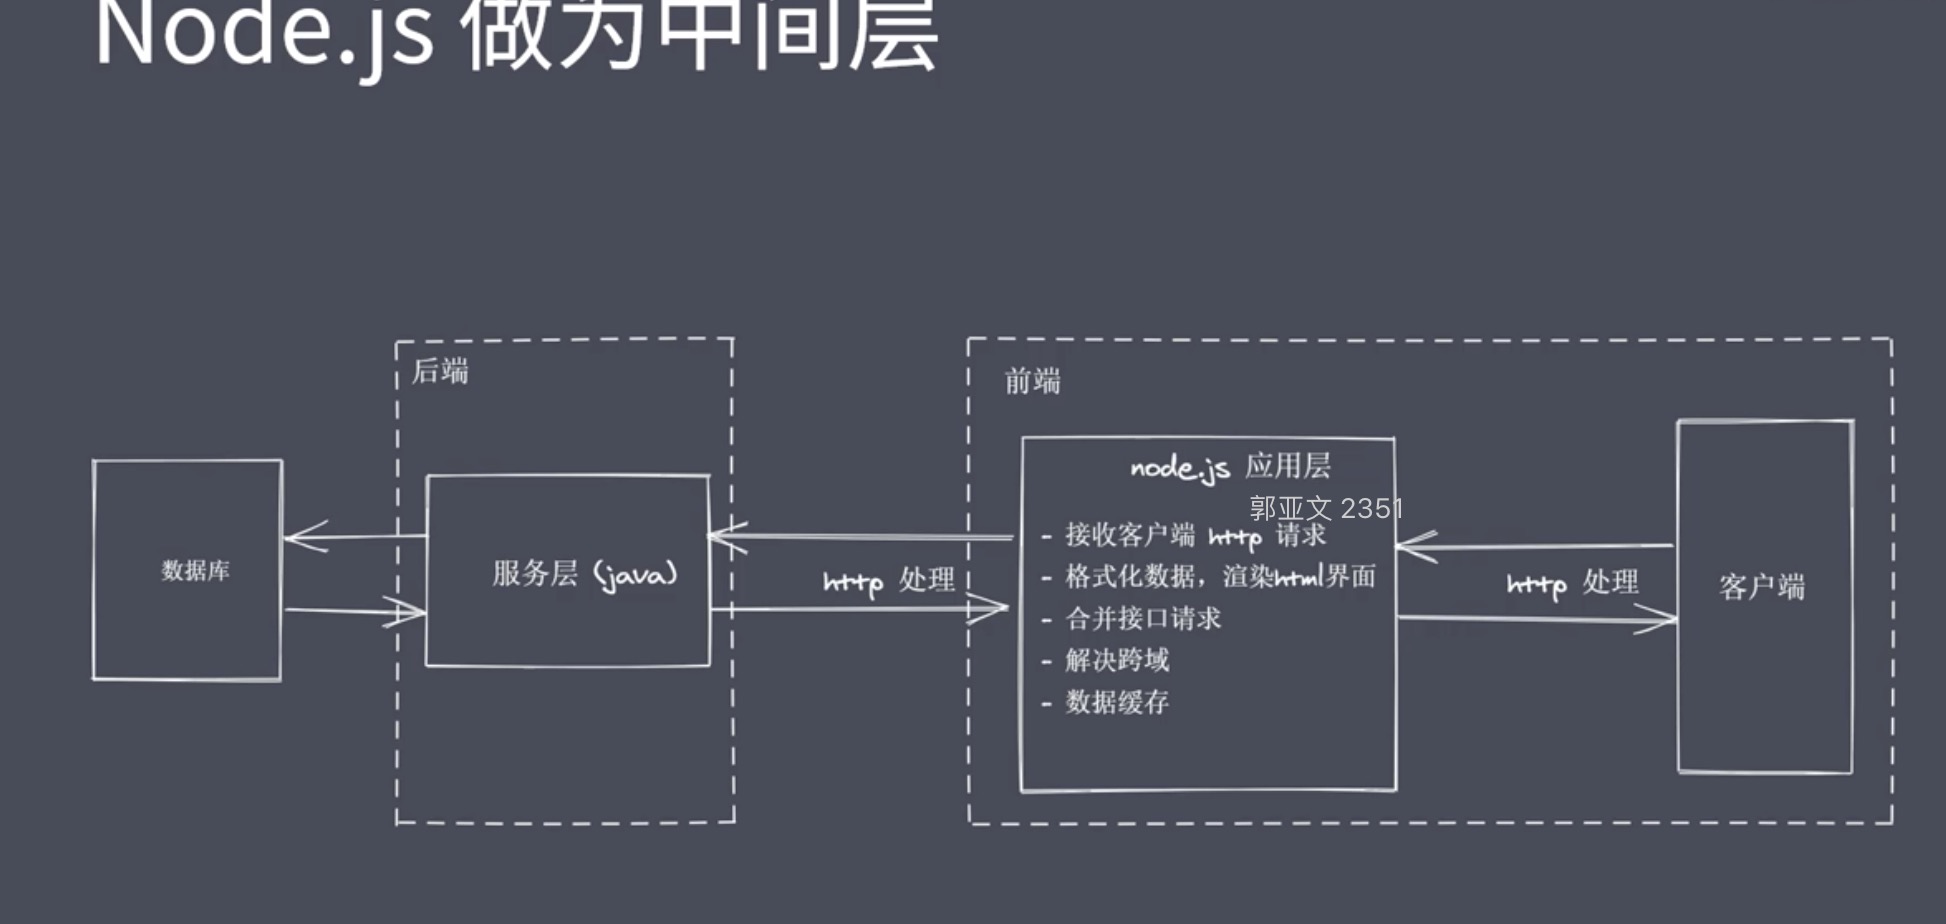 Node.js 做为中间层
后端
前端
数据库
服务层 (java)
http 处理
node.js 应用层
郭亚文 2351
- 接收客户端 http 请求
- 格式化数据，渲染html界面
- 合并接口请求
- 解决跨域
- 数据缓存
http 处理
客户端